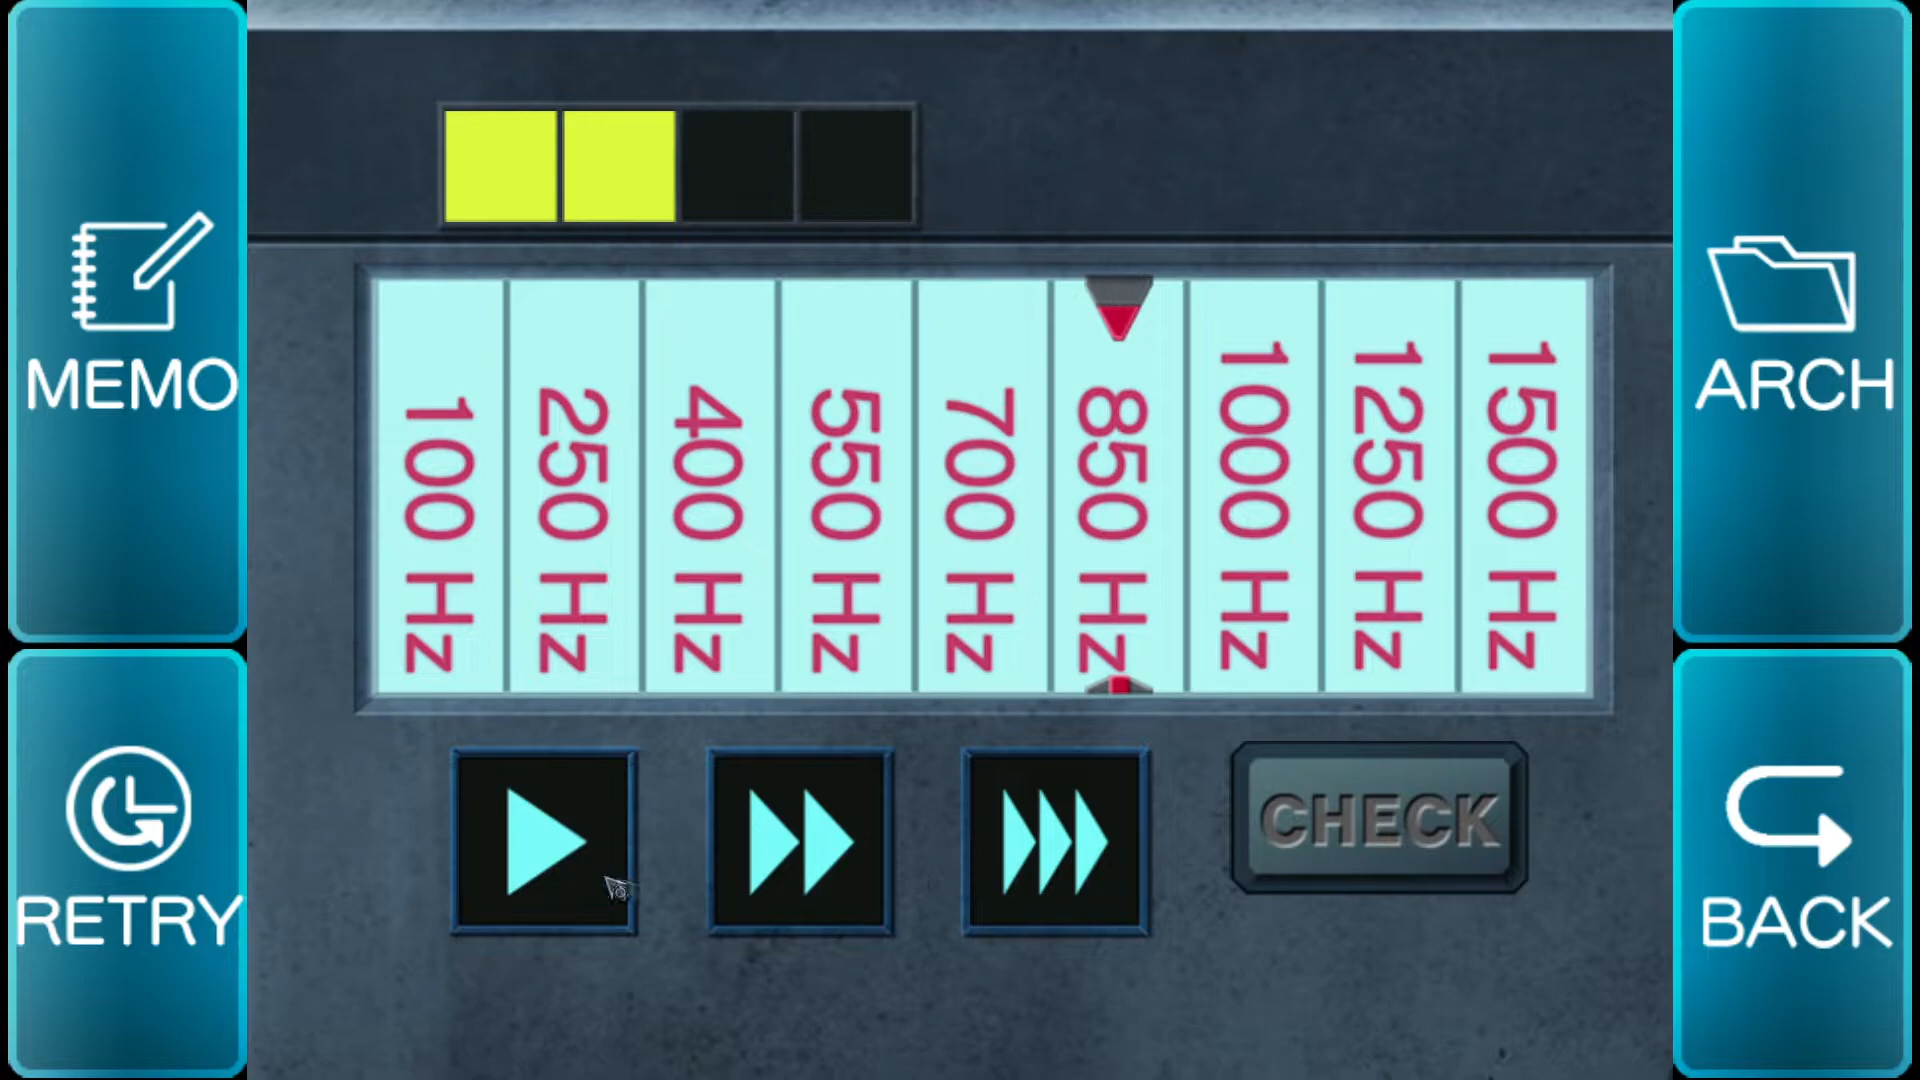 MEMO
RETRY
100 Hz
250 Hz
400 Hz
550 Hz
700 Hz
850 Hz
1000 Hz
1250 Hz
1500 Hz
CHECK
ARCH
BACK